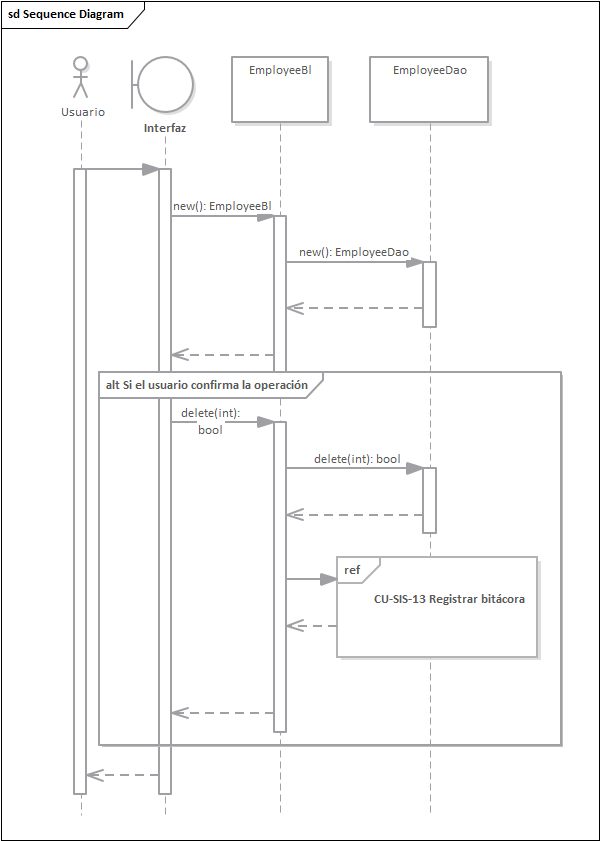 sd Sequence Diagram
Usuario
Interfaz
EmployeeBl
EmployeeDao
new(): EmployeeBl
new(): EmployeeDao
alt Si el usuario confirma la operación
delete(int):
bool
delete(int): bool
ref
CU-SIS-13 Registrar bitácora